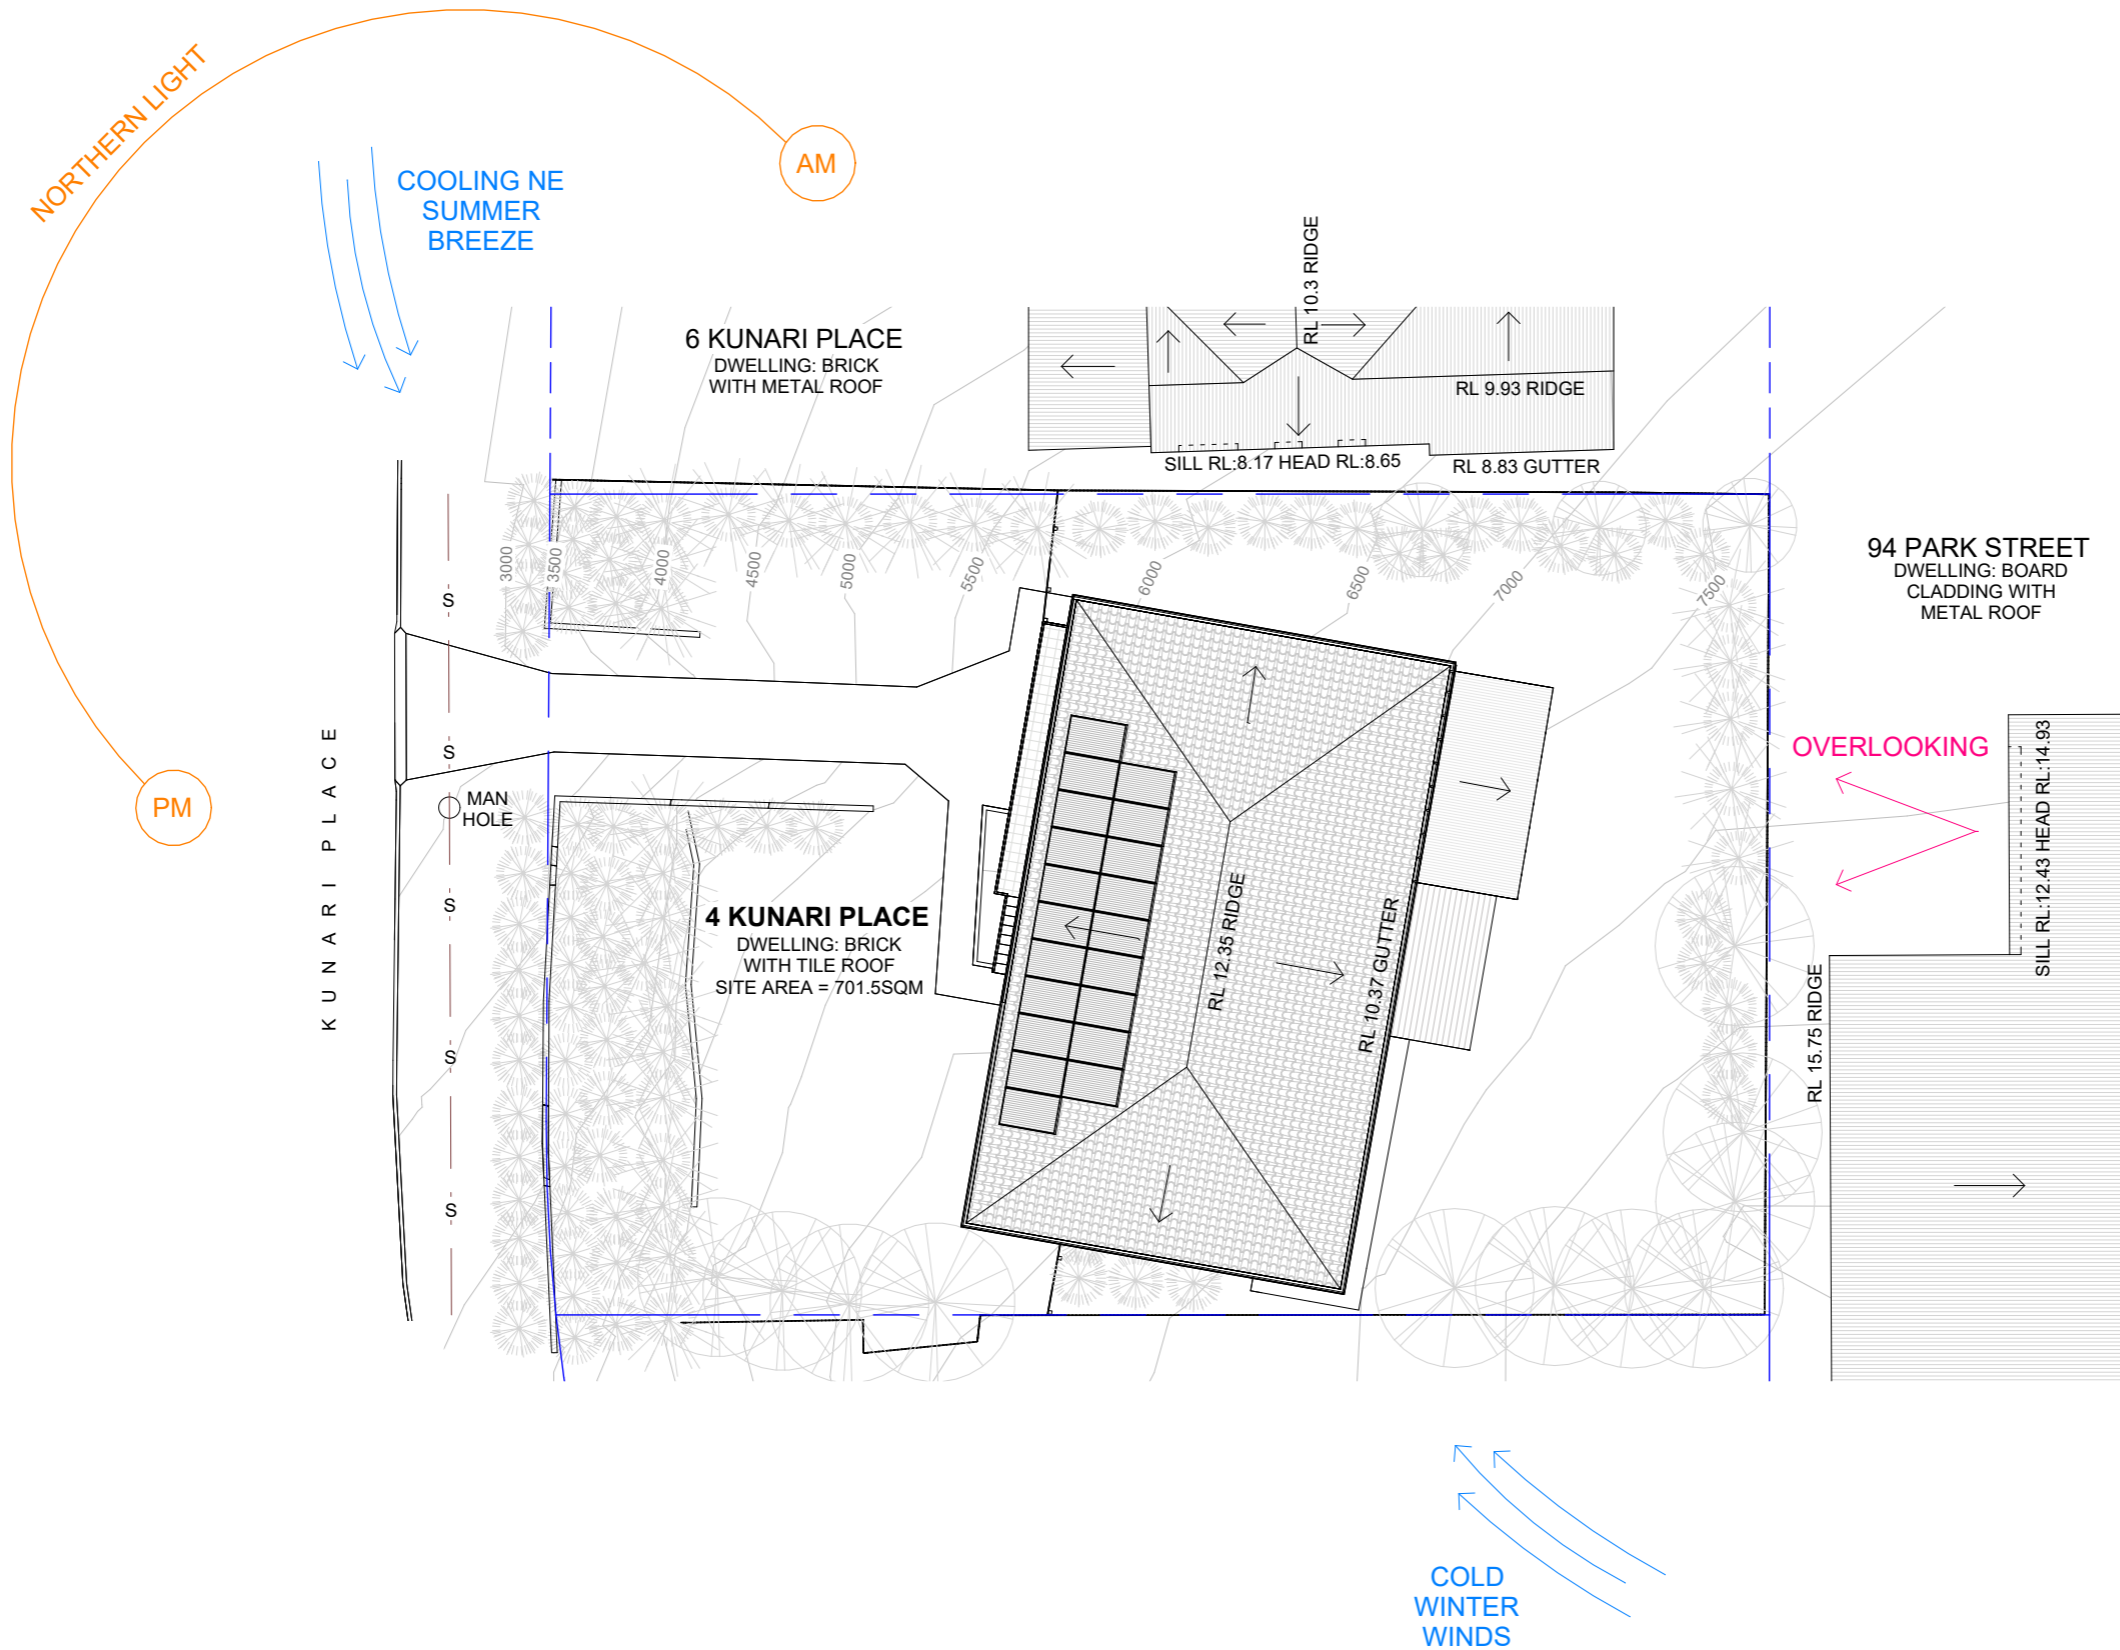 NORTHERN LIGHT
AM
COOLING NE
SUMMER
BREEZE
RL 10.3 RIDGE
6 KUNARI PLACE
DWELLING: BRICK
WITH METAL ROOF
RL 9.93 RIDGE
SILL RL:8.17 HEAD RL:8.65
RL 8.83 GUTTER
3000
3500
4000
4500
5000
5500
6000
6500
7000
7500
94 PARK STREET
DWELLING: BOARD
CLADDING WITH
METAL ROOF
S
S
S
S
S
OVERLOOKING
SILL RL:12.43 HEAD RL:14.93
PM
KUNARI PLACE
MAN
HOLE
4 KUNARI PLACE
DWELLING: BRICK
WITH TILE ROOF
SITE AREA = 701.5SQM
RL 12.35 RIDGE
RL 10.37 GUTTER
RL 15.75 RIDGE
COLD
WINTER
WINDS